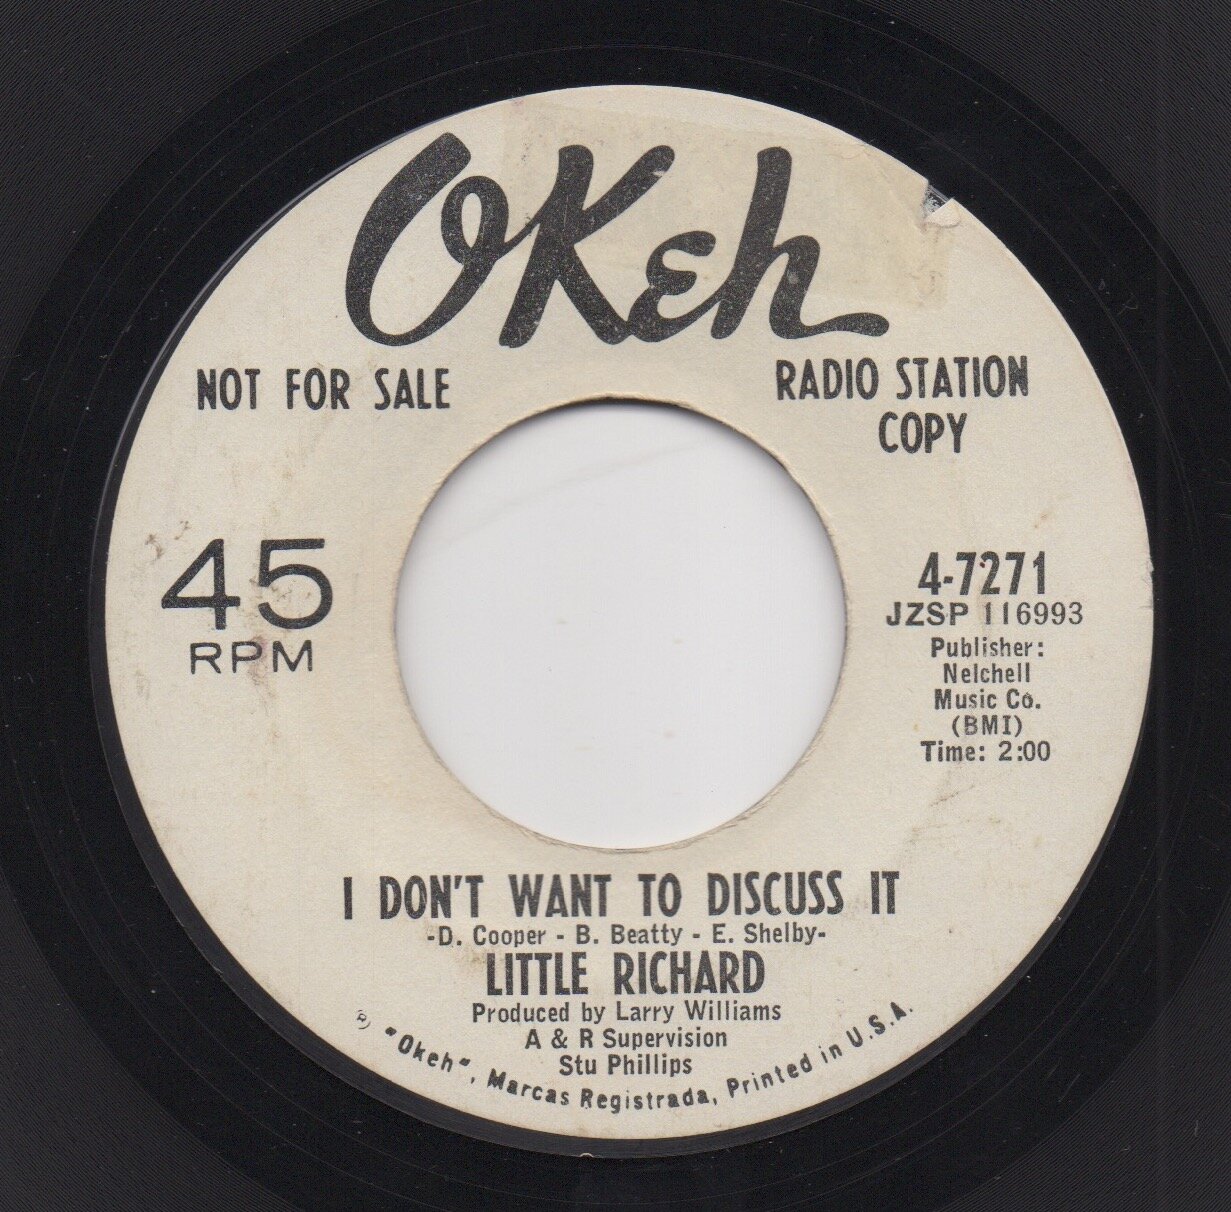 OKeh
NOT FOR SALE
RADIO STATION
COPY
45
RPM
4-7271
JZSP 116993
Publisher:
Nelchell
Music Co.
(BMI)
Time: 2:00
I DON'T WANT TO DISCUSS IT
-D. Cooper - B. Beatty - E. Shelby-
LITTLE RICHARD
Produced by Larry Williams
A & R Supervision
Stu Phillips
® "Okeh", Marcas Registrada, Printed in U.S.A.